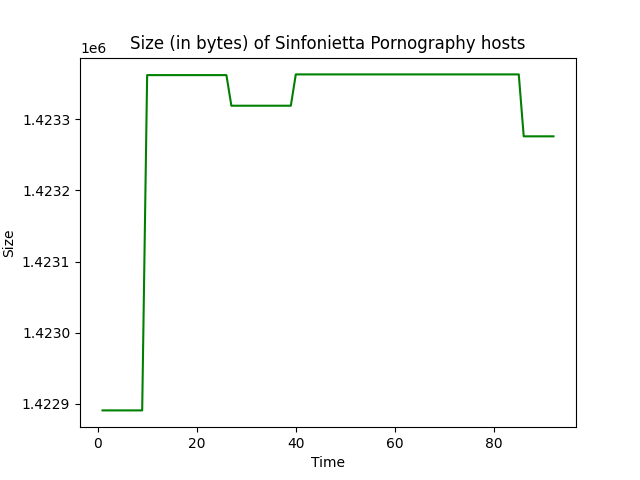 Size (in bytes) of Sinfonietta Pornography hosts
1e6
1.4233
1.4232
1.4231
1.4230
1.4229
Size
0 20 40 60 80
Time